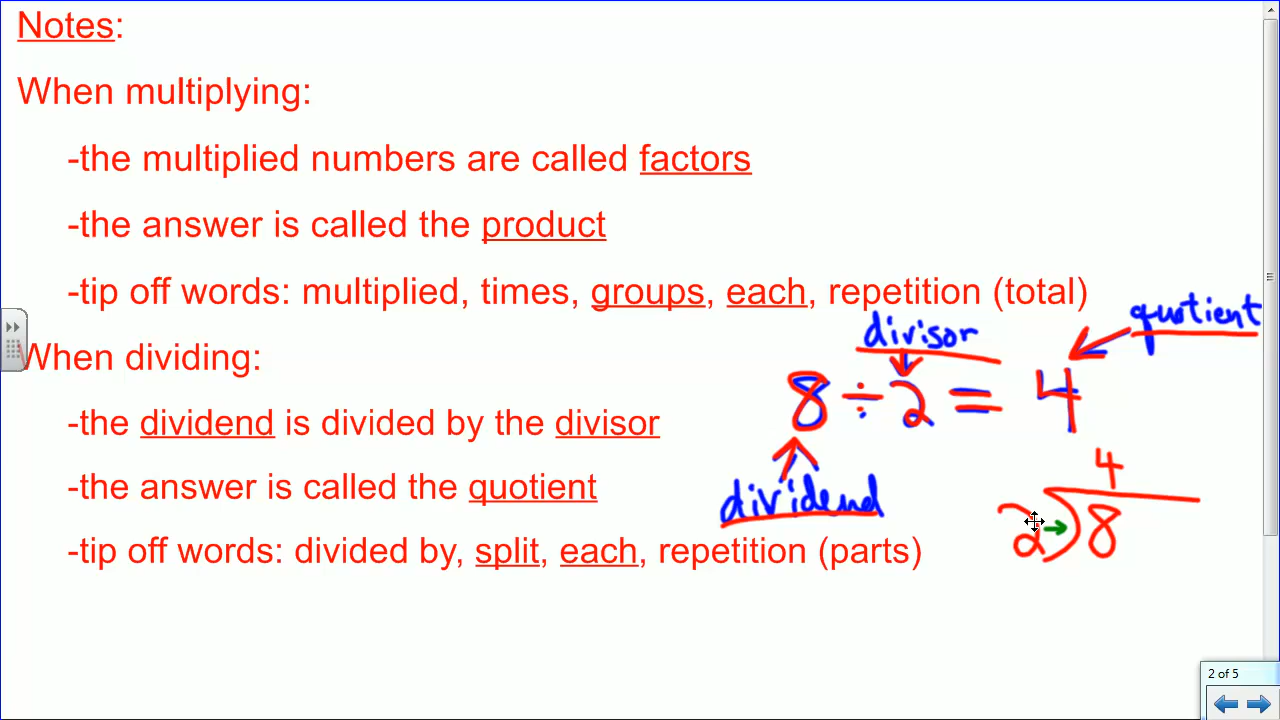 Notes:
When multiplying:
-the multiplied numbers are called factors
-the answer is called the product
-tip off words: multiplied, times, groups, each, repetition (total)
quotient
divisor
When dividing:
8 ÷ 2 = 4
-the dividend is divided by the divisor
4
-the answer is called the quotient
dividend
2 → 8
-tip off words: divided by, split, each, repetition (parts)
2 of 5